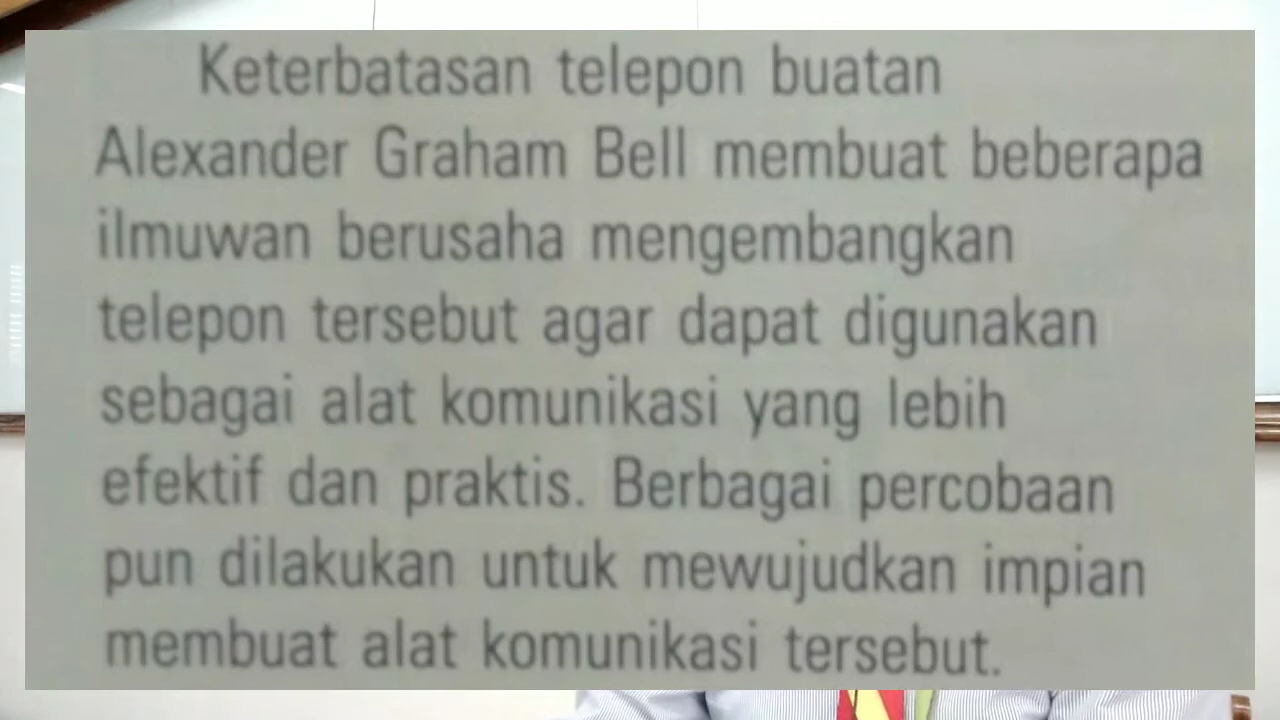 Keterbatasan telepon buatan
Alexander Graham Bell membuat beberapa
ilmuwan berusaha mengembangkan
telepon tersebut agar dapat digunakan
sebagai alat komunikasi yang lebih
efektif dan praktis. Berbagai percobaan
pun dilakukan untuk mewujudkan impian
membuat alat komunikasi tersebut.